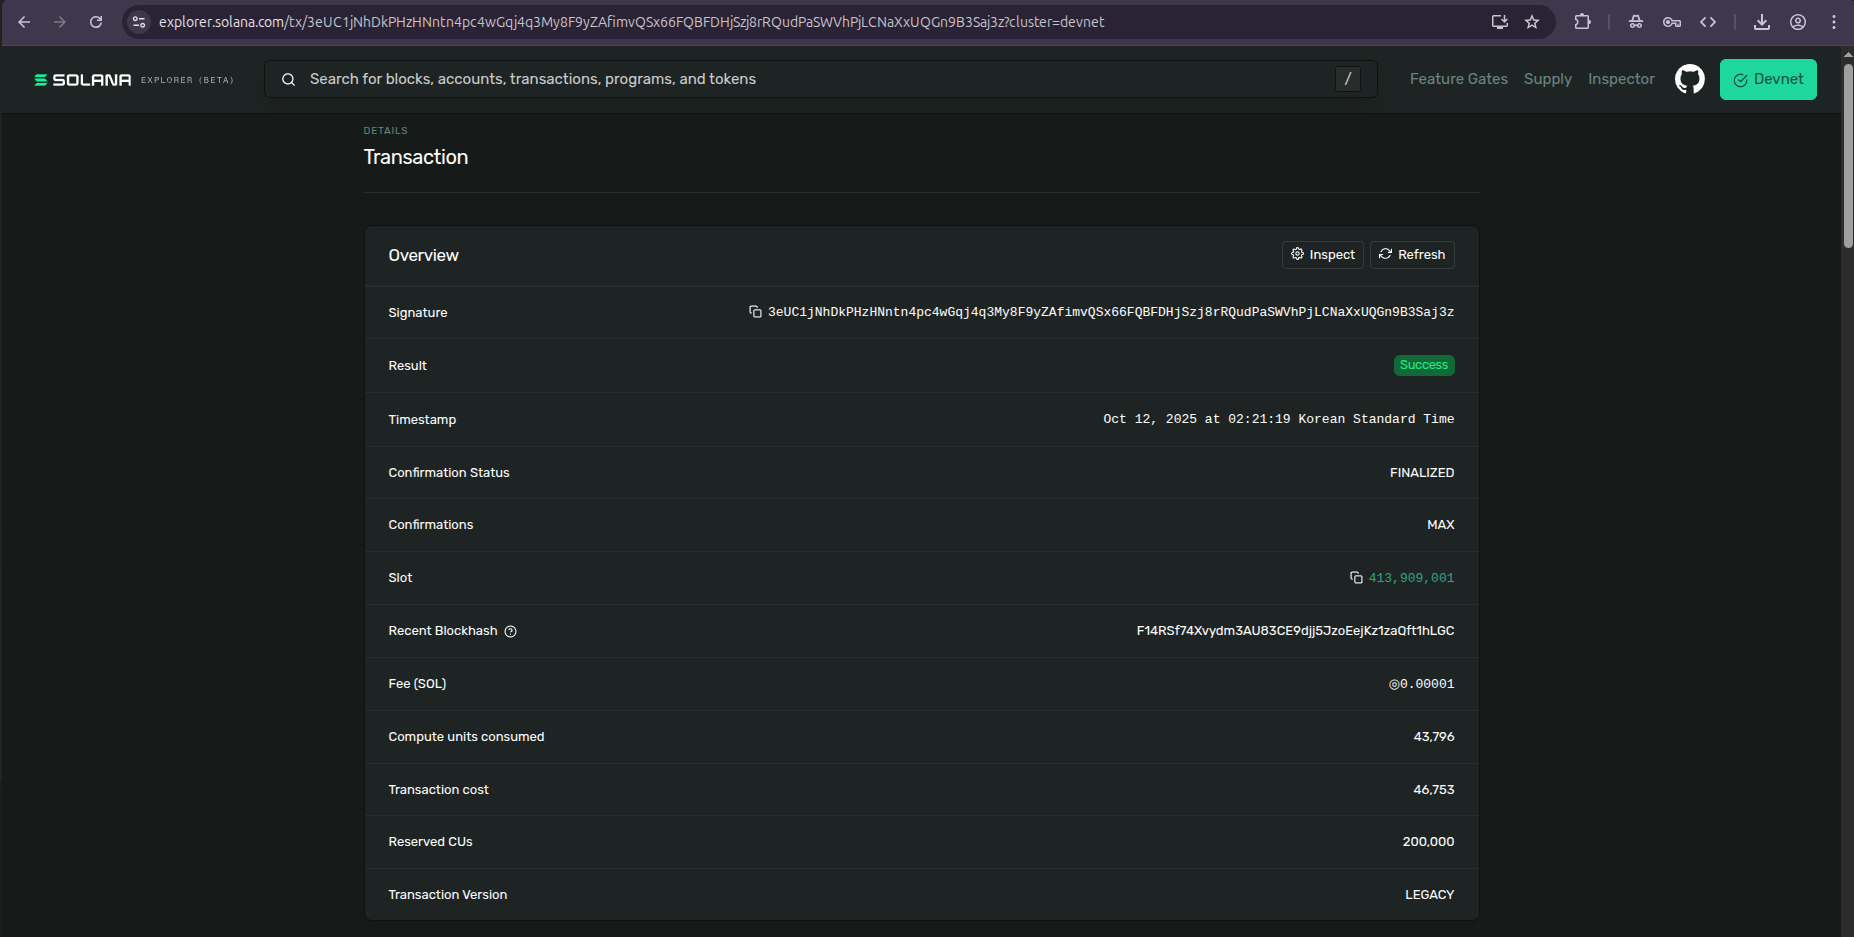 explorer.solana.com/tx/3eUC1jNhDkPHzHNntn4pc4wGqj4q3My8F9yZAfimvQSx66FQBFDHjSzj8rRQudPaSWVhPjLCNaXxUQGn9B3Saj3z?cluster=devnet
SOLANA EXPLORER (BETA)
Search for blocks, accounts, transactions, programs, and tokens /
Feature Gates Supply Inspector Devnet
DETAILS
Transaction
Overview Inspect Refresh
Signature 3eUC1jNhDkPHzHNntn4pc4wGqj4q3My8F9yZAfimvQSx66FQBFDHjSzj8rRQudPaSWVhPjLCNaXxUQGn9B3Saj3z
Result Success
Timestamp Oct 12, 2025 at 02:21:19 Korean Standard Time
Confirmation Status FINALIZED
Confirmations MAX
Slot 413,909,001
Recent Blockhash F14RSf74Xvydm3AU83CE9djj5JzoEejKz1zaQft1hLGC
Fee (SOL) ◎0.00001
Compute units consumed 43,796
Transaction cost 46,753
Reserved CUs 200,000
Transaction Version LEGACY